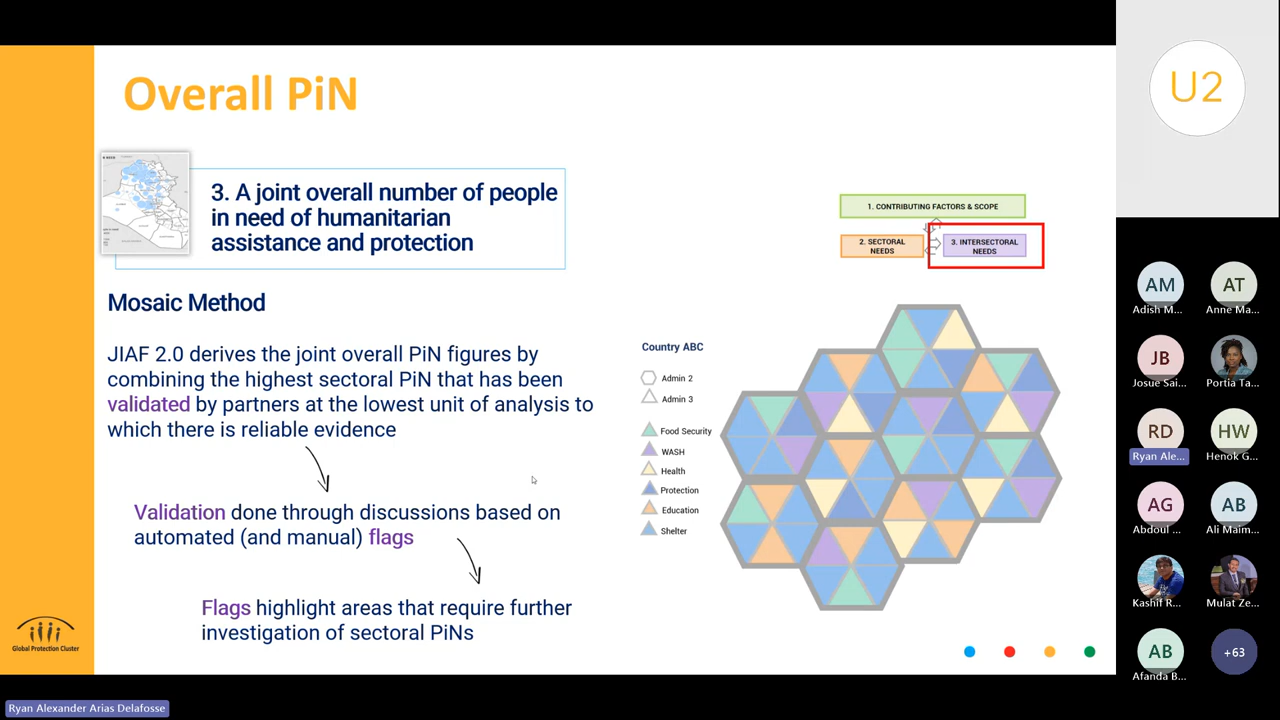 Overall PiN
3. A joint overall number of people
in need of humanitarian
assistance and protection
1. CONTRIBUTING FACTORS & SCOPE
2. SECTORAL
NEEDS
3. INTERSECTORAL
NEEDS
Mosaic Method
JIAF 2.0 derives the joint overall PiN figures by
combining the highest sectoral PiN that has been
validated by partners at the lowest unit of analysis to
which there is reliable evidence
Validation done through discussions based on
automated (and manual) flags
Flags highlight areas that require further
investigation of sectoral PiNs
Country ABC
Admin 2
Admin 3
Food Security
WASH
Health
Protection
Education
Shelter
Global Protection Cluster
U2
AM
Adish M...
AT
Anne Ma...
JB
Josue Sai...
Portia Ta...
RD
Ryan Ale...
HW
Henok G...
AG
Abdoul ...
AB
Ali Maim...
Kashif R...
Mulat Ze...
AB
Afanda B...
+63
Ryan Alexander Arias Delafosse